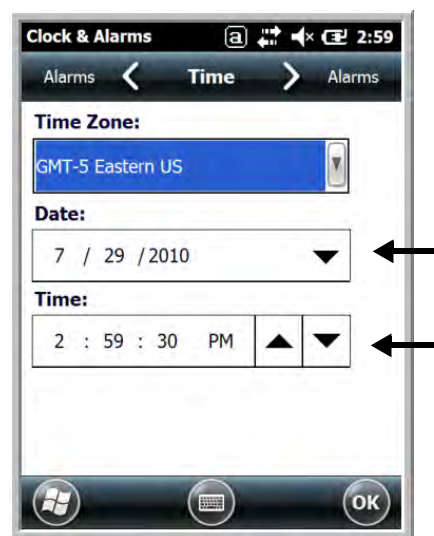 Clock & Alarms a 2:59
Alarms Time Alarms
Time Zone:
GMT-5 Eastern US
Date:
7 / 29 / 2010
Time:
2 : 59 : 30 PM
OK